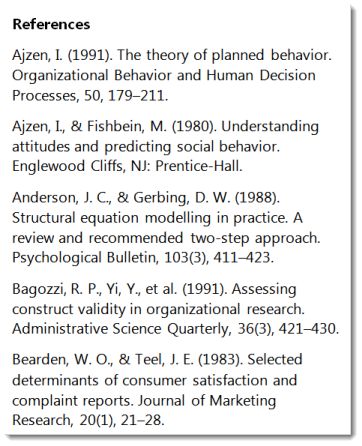 References
Ajzen, I. (1991). The theory of planned behavior.
Organizational Behavior and Human Decision
Processes, 50, 179–211.
Ajzen, I., & Fishbein, M. (1980). Understanding
attitudes and predicting social behavior.
Englewood Cliffs, NJ: Prentice-Hall.
Anderson, J. C., & Gerbing, D. W. (1988).
Structural equation modelling in practice. A
review and recommended two-step approach.
Psychological Bulletin, 103(3), 411–423.
Bagozzi, R. P., Yi, Y., et al. (1991). Assessing
construct validity in organizational research.
Administrative Science Quarterly, 36(3), 421–430.
Bearden, W. O., & Teel, J. E. (1983). Selected
determinants of consumer satisfaction and
complaint reports. Journal of Marketing
Research, 20(1), 21–28.